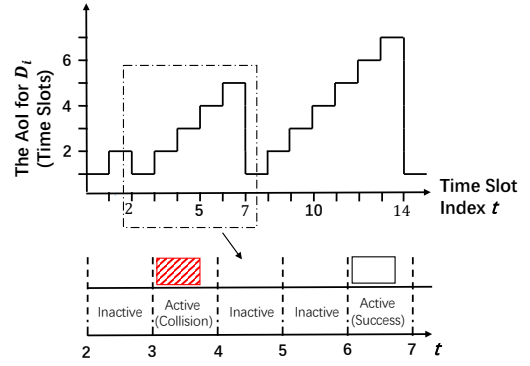 The AoI for Di
(Time Slots)
6
4
2
2
5
7
10
14
Time Slot
Index t
Inactive
Active
(Collision)
Inactive
Inactive
Active
(Success)
2
3
4
5
6
7
t